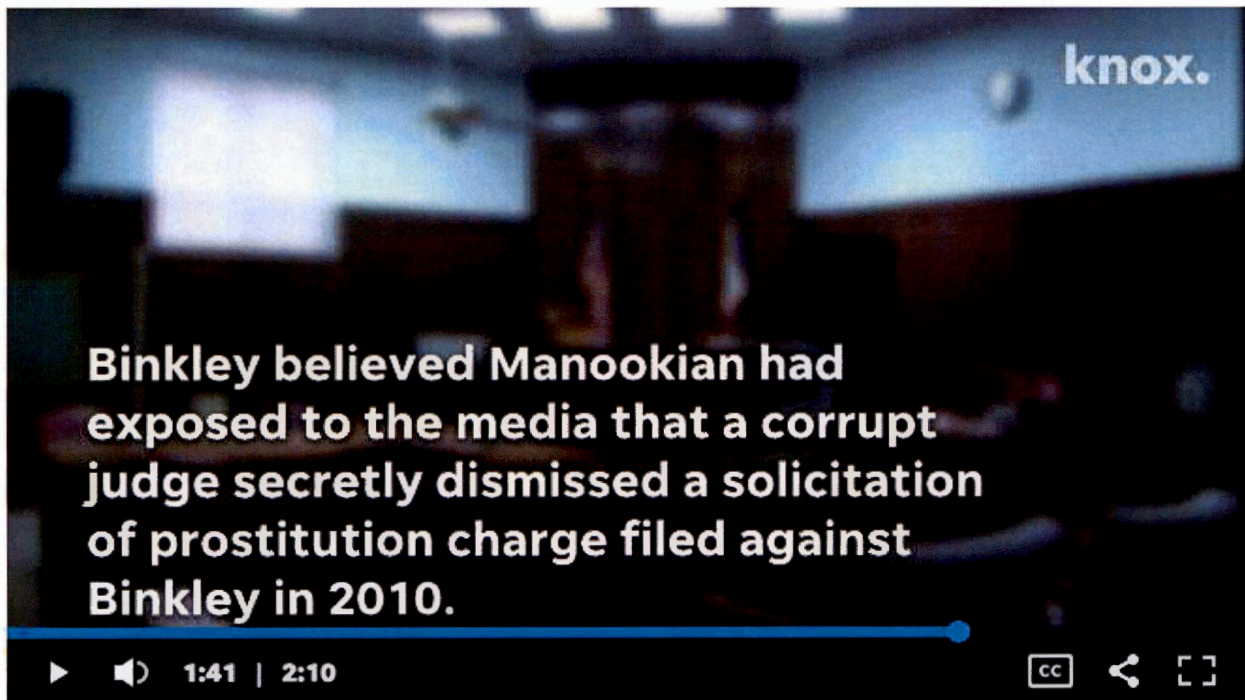 knox.
Binkley believed Manookian had
exposed to the media that a corrupt
judge secretly dismissed a solicitation
of prostitution charge filed against
Binkley in 2010.
1:41 | 2:10
CC